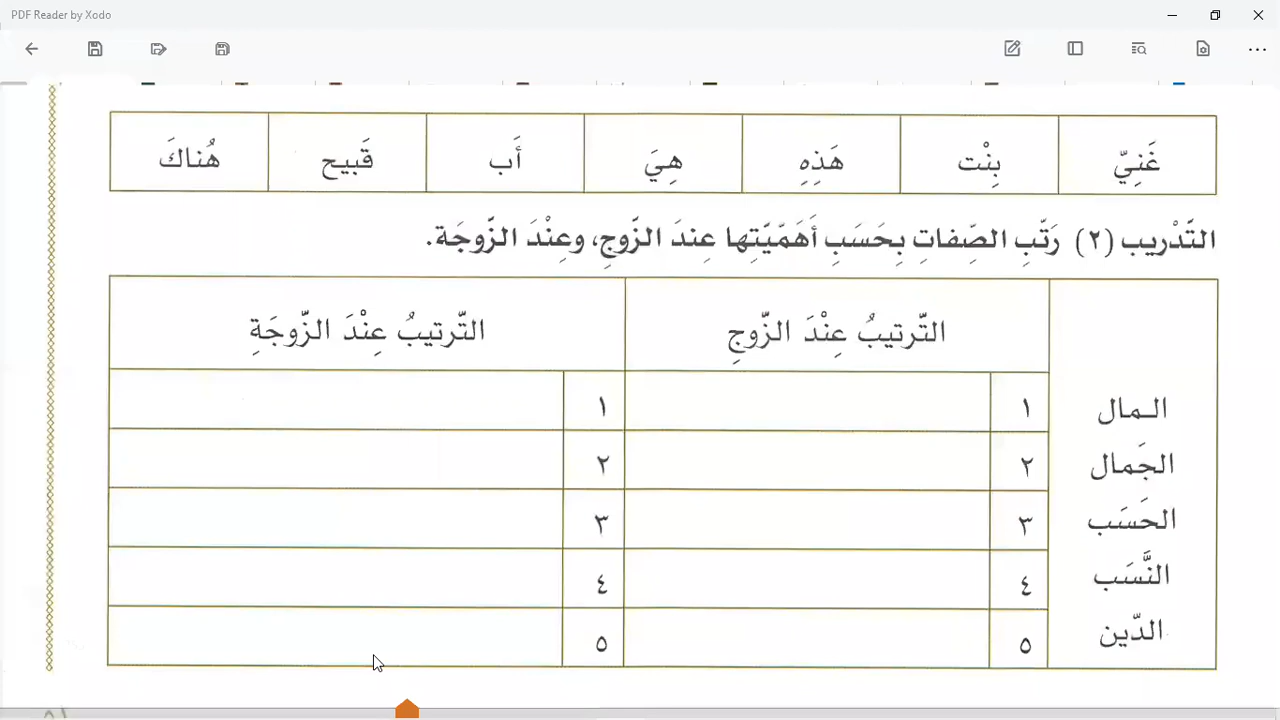 PDF Reader by Xodo
غَنِيّ بِنْت هَذِهِ هِيَ أَب قَبيح هُناكَ
التَّدْريب (٢) رَتّبِ الصِّفاتِ بِحَسَبِ أَهَمّيَّتِها عِندَ الزَّوجِ، وعِنْدَ الزَّوجَة.
التّرتيبُ عِنْدَ الزّوجِ التّرتيبُ عِنْدَ الزّوجَةِ
المال ١ ١
الجَمال ٢ ٢
الحَسَب ٣ ٣
النَّسَب ٤ ٤
الدّين ٥ ٥